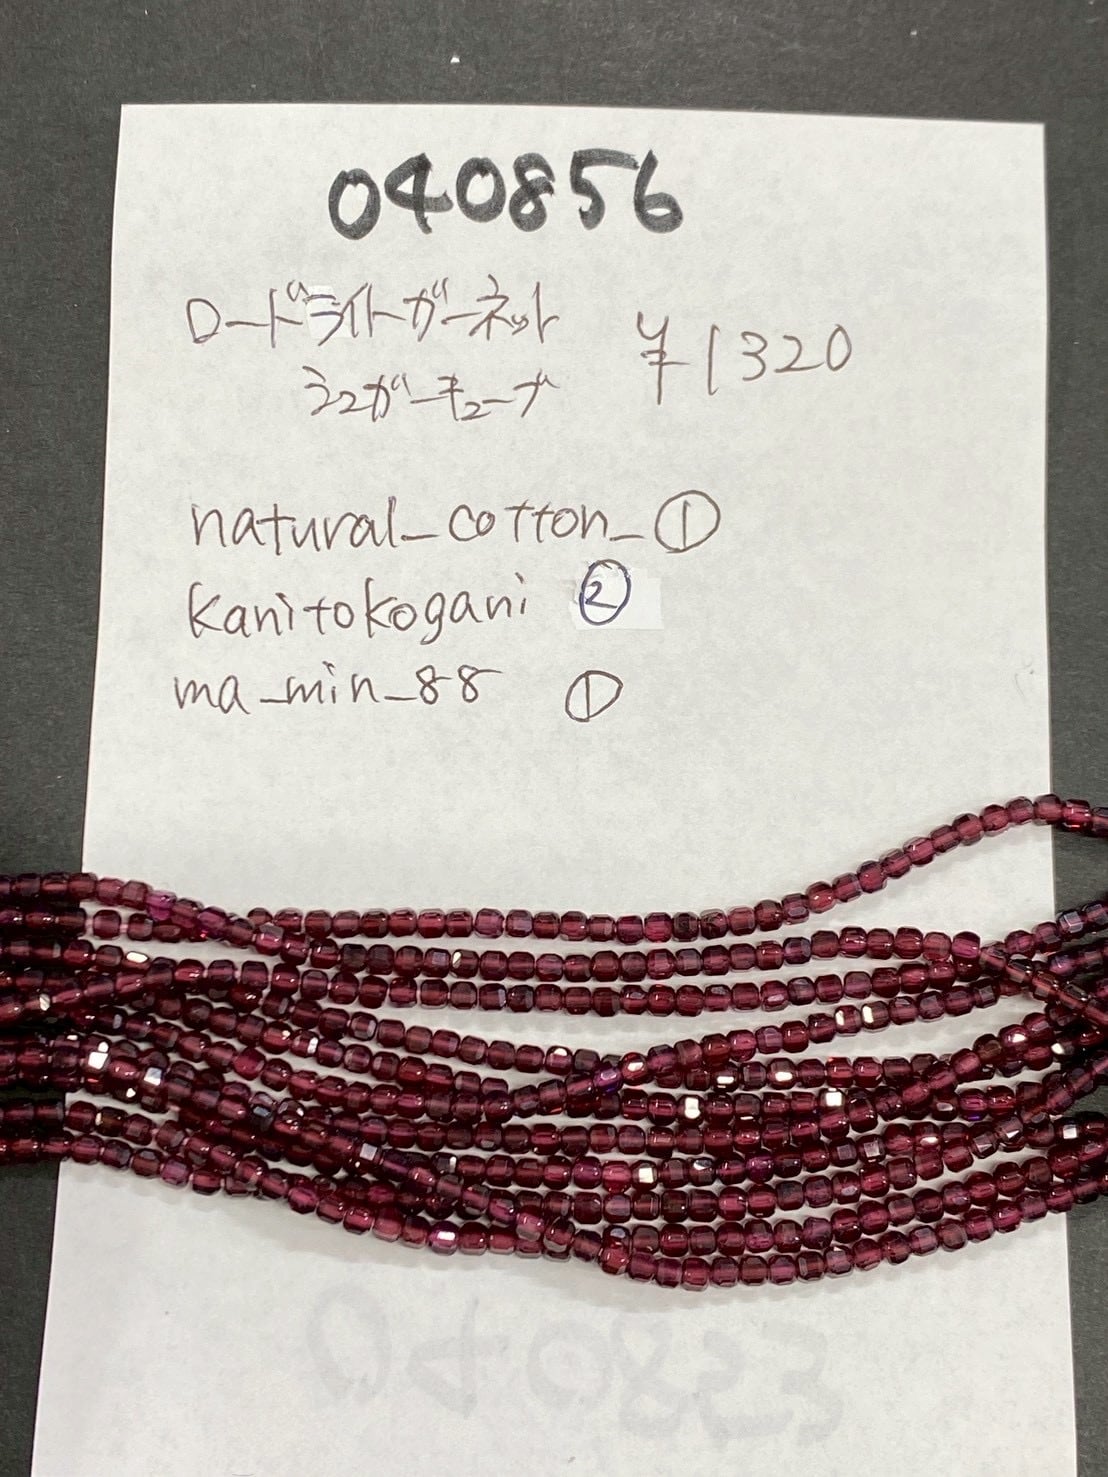 040856
ロードライトガーネット ¥1320
シュガーキューブ
natural_cotton_①
kanitokogani ②
ma_min_88 ①